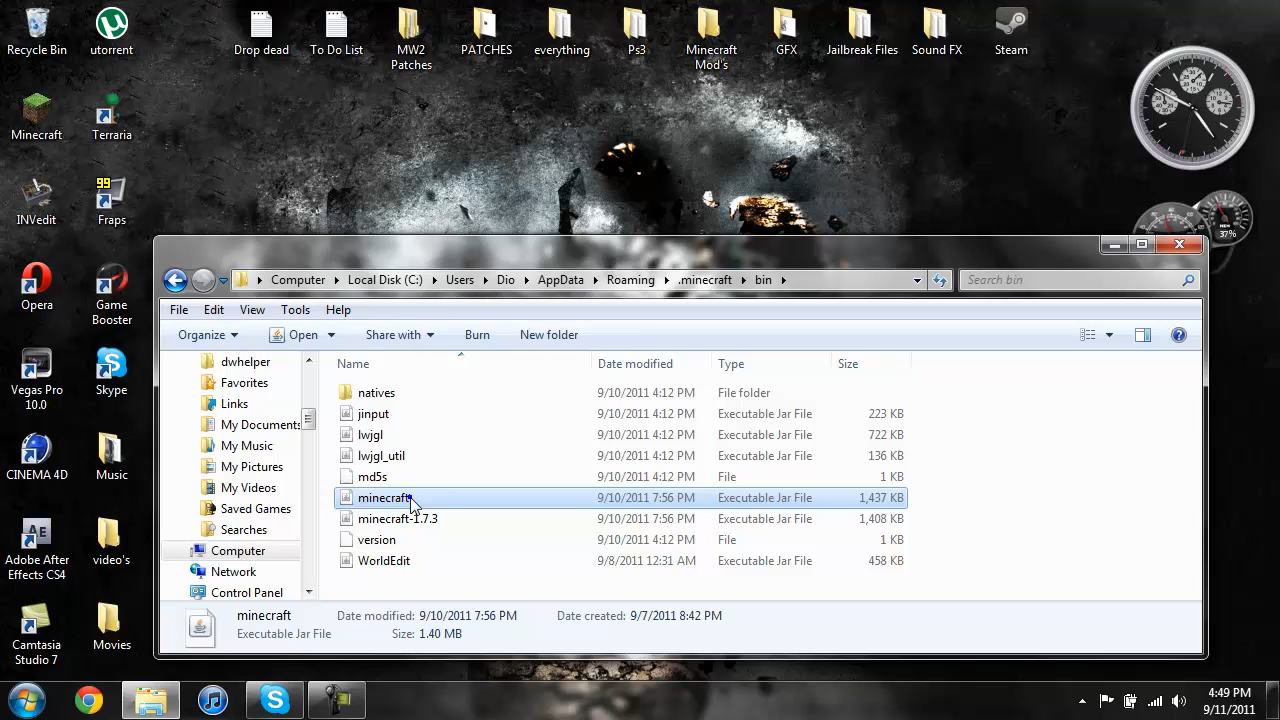 Recycle Bin
utorrent
Drop dead
To Do List
MW2
Patches
PATCHES
everything
Ps3
Minecraft
Mod's
GFX
Jailbreak Files
Sound FX
Steam
Minecraft
Terraria
INVedit
99
Fraps
37%
Opera
Game
Booster
Vegas Pro
10.0
Skype
CINEMA 4D
Music
Adobe After
Effects CS4
video's
Camtasia
Studio 7
Movies
Computer
Local Disk (C:)
Users
Dio
AppData
Roaming
.minecraft
bin
Search bin
File Edit View Tools Help
Organize Open Share with Burn New folder
dwhelper
Favorites
Links
My Documents
My Music
My Pictures
My Videos
Saved Games
Searches
Computer
Network
Control Panel
Name Date modified Type Size
natives 9/10/2011 4:12 PM File folder
jinput 9/10/2011 4:12 PM Executable Jar File 223 KB
lwjgl 9/10/2011 4:12 PM Executable Jar File 722 KB
lwjgl_util 9/10/2011 4:12 PM Executable Jar File 136 KB
md5s 9/10/2011 4:12 PM File 1 KB
minecraft 9/10/2011 7:56 PM Executable Jar File 1,437 KB
minecraft-1.7.3 9/10/2011 7:56 PM Executable Jar File 1,408 KB
version 9/10/2011 4:12 PM File 1 KB
WorldEdit 9/8/2011 12:31 AM Executable Jar File 458 KB
minecraft Date modified: 9/10/2011 7:56 PM Date created: 9/7/2011 8:42 PM
Executable Jar File Size: 1.40 MB
4:49 PM
9/11/2011